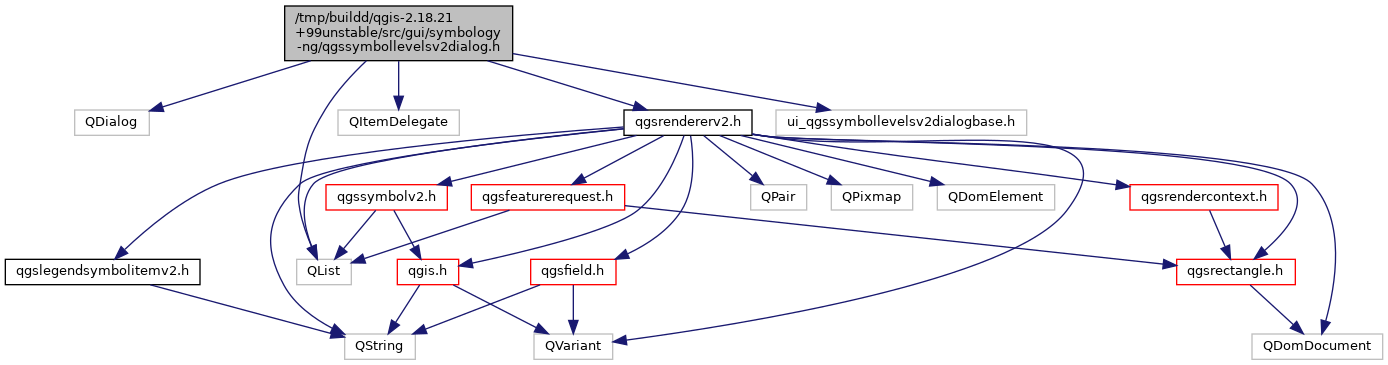 /tmp/buildd/qgis-2.18.21
+99unstable/src/gui/symbology
-ng/qgssymbollevelsv2dialog.h
QDialog
QItemDelegate
qgsrendererv2.h
ui_qgssymbollevelsv2dialogbase.h
qgssymbolv2.h
qgsfeaturerequest.h
QPair
QPixmap
QDomElement
qgsrendercontext.h
qgslegendsymbolitemv2.h
QList
qgis.h
qgsfield.h
qgsrectangle.h
QString
QVariant
QDomDocument